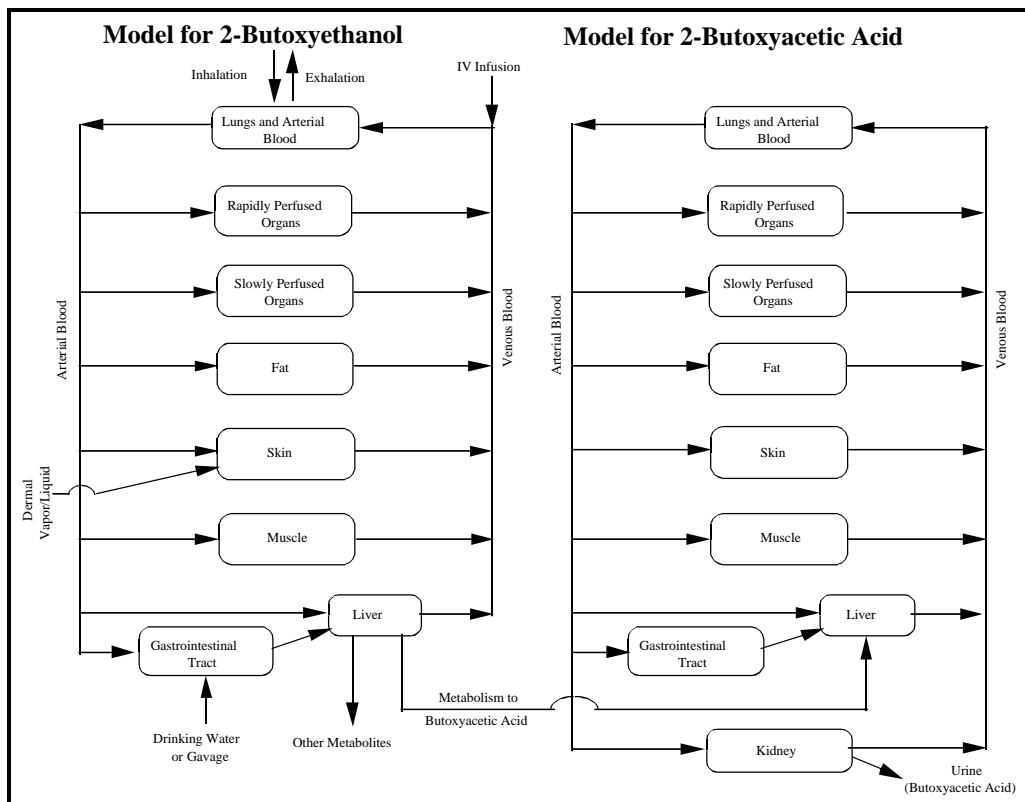 Model for 2-Butoxyethanol
Inhalation
Exhalation
IV Infusion
Lungs and Arterial
Blood
Rapidly Perfused
Organs
Slowly Perfused
Organs
Fat
Skin
Muscle
Liver
Gastrointestinal
Tract
Arterial Blood
Venous Blood
Dermal
Vapor/Liquid
Drinking Water
or Gavage
Other Metabolites
Metabolism to
Butoxyacetic Acid
Model for 2-Butoxyacetic Acid
Lungs and Arterial
Blood
Rapidly Perfused
Organs
Slowly Perfused
Organs
Fat
Skin
Muscle
Liver
Gastrointestinal
Tract
Kidney
Arterial Blood
Venous Blood
Urine
(Butoxyacetic Acid)